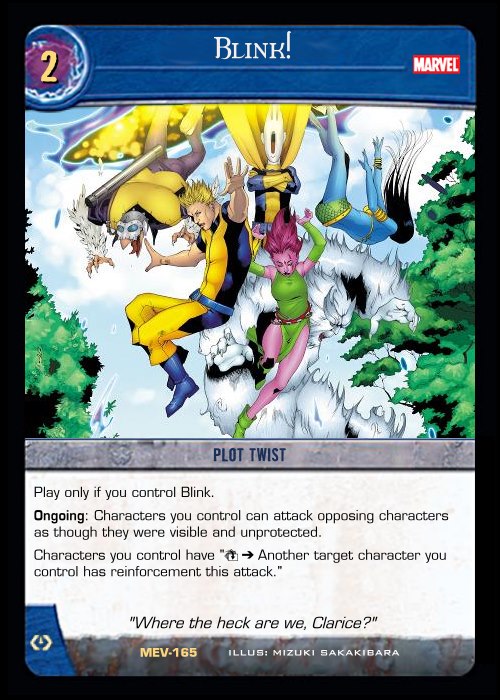 BLINK!
2
MARVEL
PLOT TWIST
Play only if you control Blink.
Ongoing: Characters you control can attack opposing characters
as though they were visible and unprotected.
Characters you control have " ➔ Another target character you
control has reinforcement this attack."
"Where the heck are we, Clarice?"
MEV-165 ILLUS: MIZUKI SAKAKIBARA